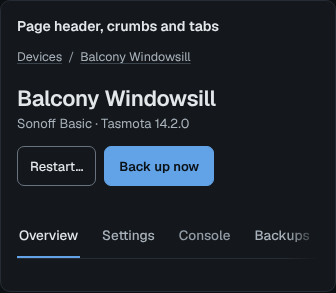 Page header, crumbs and tabs
Devices / Balcony Windowsill
Balcony Windowsill
Sonoff Basic · Tasmota 14.2.0
Restart… Back up now
Overview Settings Console Backups